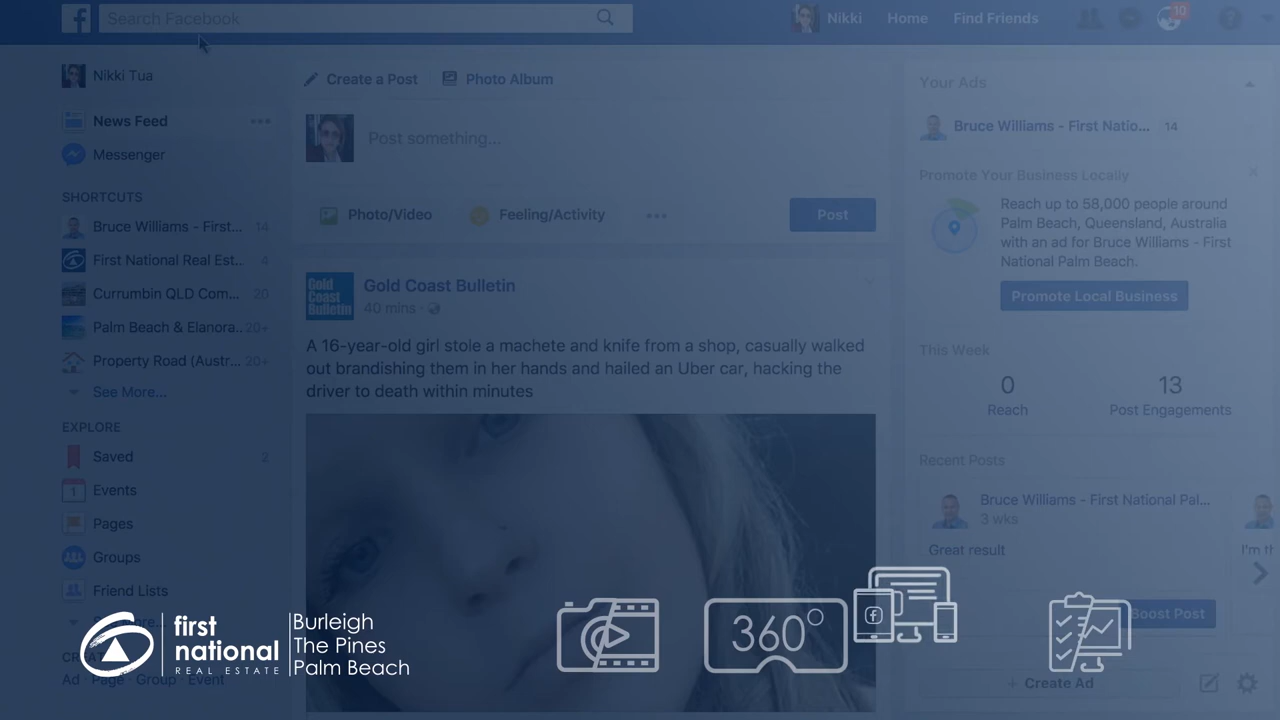 Search Facebook
Nikki
Home
Find Friends
10
Nikki Tua
News Feed
Messenger
SHORTCUTS
Bruce Williams - First... 14
First National Real Est.. 4
Currumbin QLD Com... 20
Palm Beach & Elanora.. 20+
Property Road (Austr... 20+
See More...
EXPLORE
Saved 2
1 Events
Pages
Groups
Friend Lists
Ad · Page · Group · Event
Create a Post
Photo Album
Post something...
Photo/Video
Feeling/Activity
Post
Gold Coast Bulletin
Gold Coast Bulletin
40 mins ·
A 16-year-old girl stole a machete and knife from a shop, casually walked
out brandishing them in her hands and hailed an Uber car, hacking the
driver to death within minutes
Your Ads
Bruce Williams - First Natio... 14
Promote Your Business Locally
Reach up to 58,000 people around
Palm Beach, Queensland, Australia
with an ad for Bruce Williams - First
National Palm Beach.
Promote Local Business
This Week
0 13
Reach Post Engagements
Recent Posts
Bruce Williams - First National Pal...
3 wks
Great result
Boost Post
+ Create Ad
first
national
REAL ESTATE
Burleigh
The Pines
Palm Beach
360°